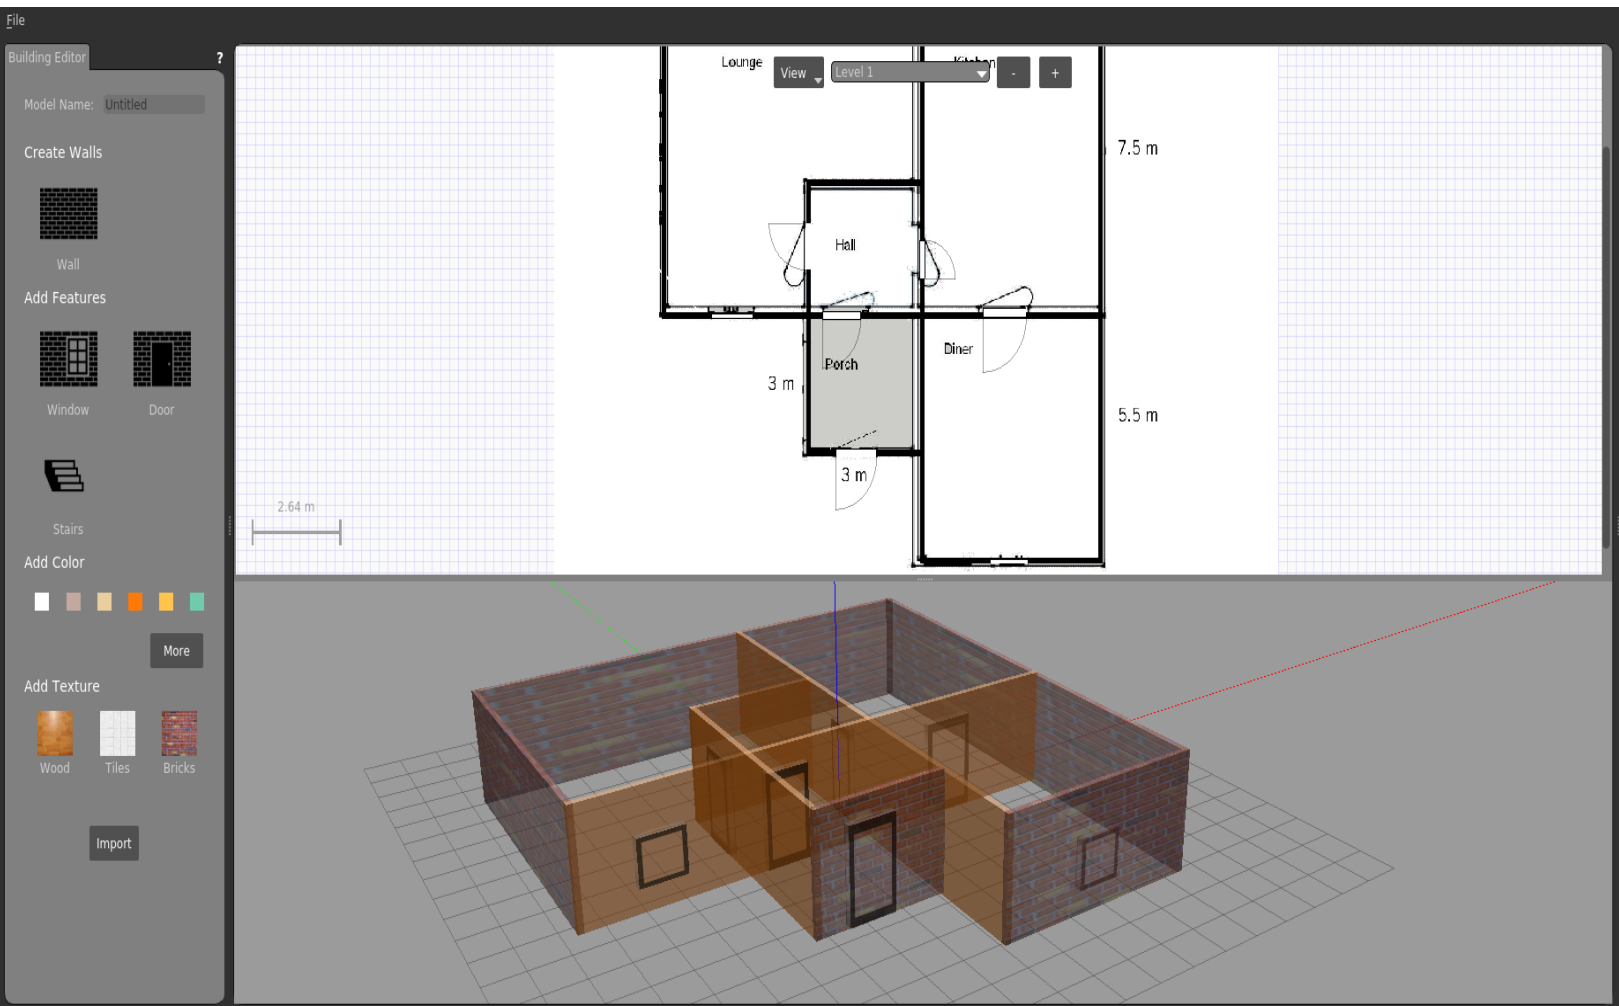 File
Building Editor
?
Model Name: Untitled
Create Walls
Wall
Add Features
Window
Door
Stairs
Add Color
More
Add Texture
Wood
Tiles
Bricks
Import
Lounge
View
Level 1
Kitchen
-
+
7.5 m
Hall
Diner
Porch
3 m
5.5 m
3 m
2.64 m